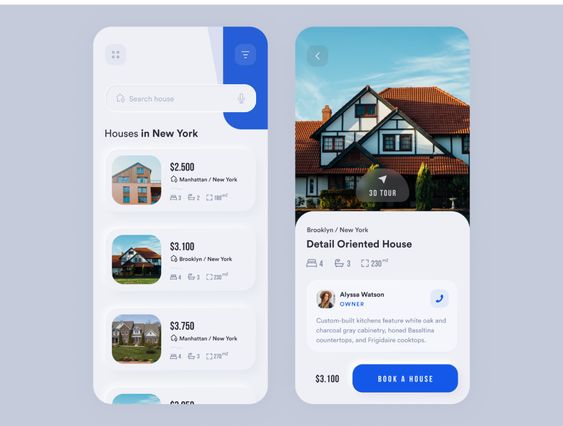 Search house
Houses in New York
$2.500
Manhattan / New York
3 2 180 m2
$3.100
Brooklyn / New York
4 3 230 m2
$3.750
Manhattan / New York
4 3 270 m2
3D TOUR
Brooklyn / New York
Detail Oriented House
4 3 230 m2
Alyssa Watson
OWNER
Custom-built kitchens feature white oak and
charcoal gray cabinetry, honed Basaltina
countertops, and Frigidaire cooktops.
$3.100 BOOK A HOUSE